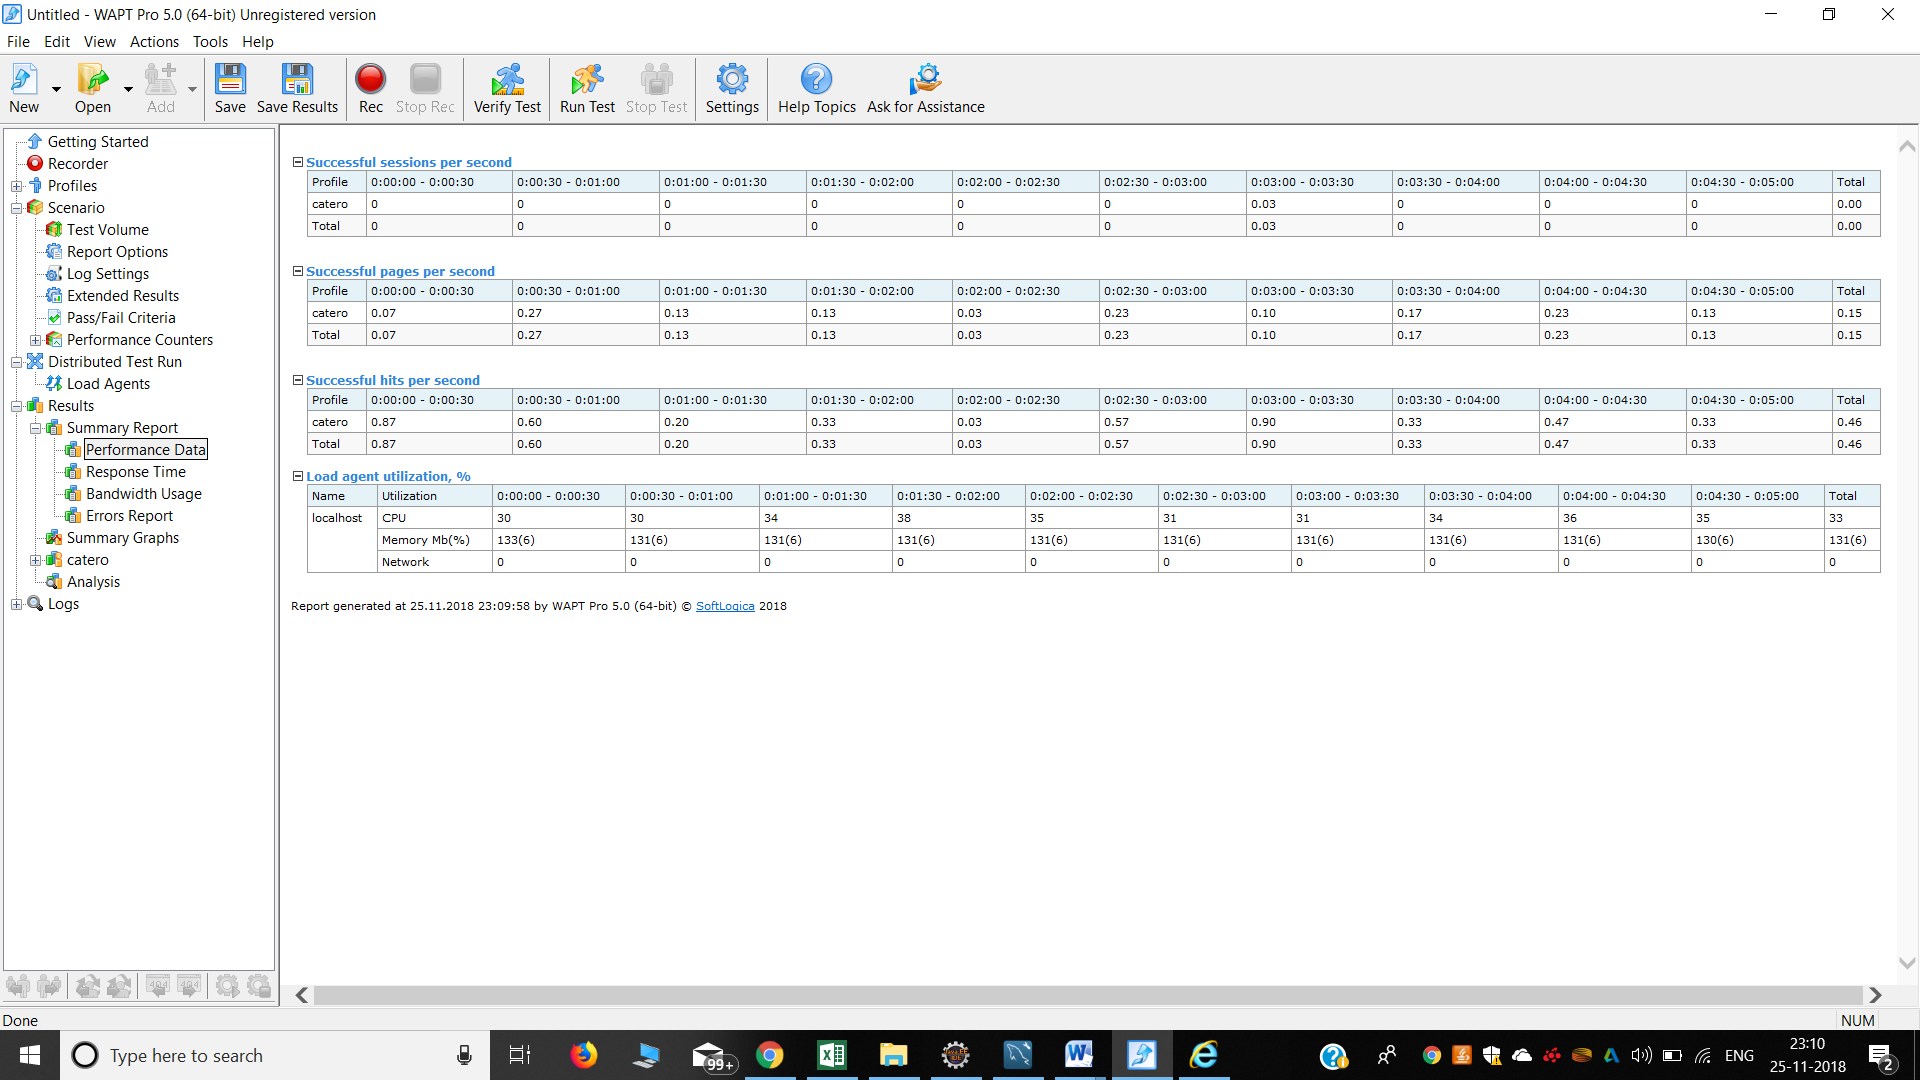 Untitled - WAPT Pro 5.0 (64-bit) Unregistered version
File Edit View Actions Tools Help
New Open Add Save Save Results Rec Stop Rec Verify Test Run Test Stop Test Settings Help Topics Ask for Assistance
Getting Started
Recorder
Profiles
Scenario
Test Volume
Report Options
Log Settings
Extended Results
Pass/Fail Criteria
Performance Counters
Distributed Test Run
Load Agents
Results
Summary Report
Performance Data
Response Time
Bandwidth Usage
Errors Report
Summary Graphs
catero
Analysis
Logs
Successful sessions per second
Profile 0:00:00 - 0:00:30 0:00:30 - 0:01:00 0:01:00 - 0:01:30 0:01:30 - 0:02:00 0:02:00 - 0:02:30 0:02:30 - 0:03:00 0:03:00 - 0:03:30 0:03:30 - 0:04:00 0:04:00 - 0:04:30 0:04:30 - 0:05:00 Total
catero 0 0 0 0 0 0 0.03 0 0 0 0.00
Total 0 0 0 0 0 0 0.03 0 0 0 0.00
Successful pages per second
Profile 0:00:00 - 0:00:30 0:00:30 - 0:01:00 0:01:00 - 0:01:30 0:01:30 - 0:02:00 0:02:00 - 0:02:30 0:02:30 - 0:03:00 0:03:00 - 0:03:30 0:03:30 - 0:04:00 0:04:00 - 0:04:30 0:04:30 - 0:05:00 Total
catero 0.07 0.27 0.13 0.13 0.03 0.23 0.10 0.17 0.23 0.13 0.15
Total 0.07 0.27 0.13 0.13 0.03 0.23 0.10 0.17 0.23 0.13 0.15
Successful hits per second
Profile 0:00:00 - 0:00:30 0:00:30 - 0:01:00 0:01:00 - 0:01:30 0:01:30 - 0:02:00 0:02:00 - 0:02:30 0:02:30 - 0:03:00 0:03:00 - 0:03:30 0:03:30 - 0:04:00 0:04:00 - 0:04:30 0:04:30 - 0:05:00 Total
catero 0.87 0.60 0.20 0.33 0.03 0.57 0.90 0.33 0.47 0.33 0.46
Total 0.87 0.60 0.20 0.33 0.03 0.57 0.90 0.33 0.47 0.33 0.46
Load agent utilization, %
Name Utilization 0:00:00 - 0:00:30 0:00:30 - 0:01:00 0:01:00 - 0:01:30 0:01:30 - 0:02:00 0:02:00 - 0:02:30 0:02:30 - 0:03:00 0:03:00 - 0:03:30 0:03:30 - 0:04:00 0:04:00 - 0:04:30 0:04:30 - 0:05:00 Total
localhost CPU 30 30 34 38 35 31 31 34 36 35 33
Memory Mb(%) 133(6) 131(6) 131(6) 131(6) 131(6) 131(6) 131(6) 131(6) 131(6) 130(6) 131(6)
Network 0 0 0 0 0 0 0 0 0 0 0
Report generated at 25.11.2018 23:09:58 by WAPT Pro 5.0 (64-bit) © SoftLogica 2018
Done
NUM
Type here to search
99+
ENG
23:10
25-11-2018
2